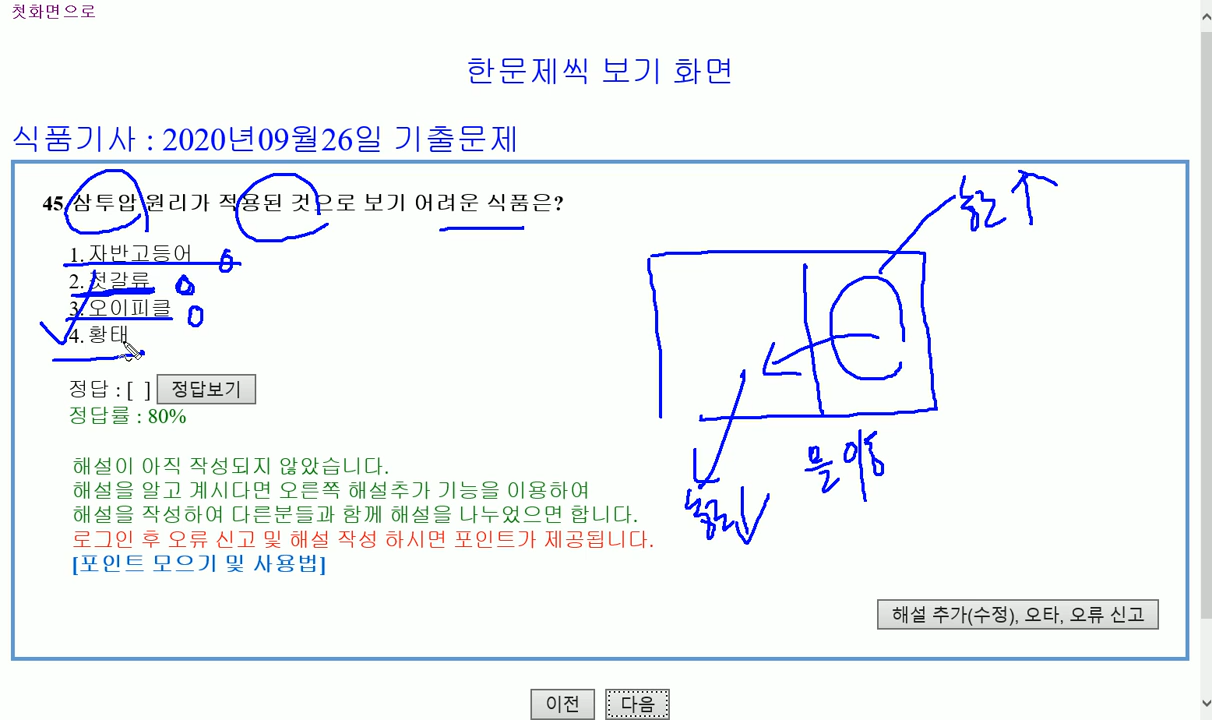 첫화면으로
한문제씩 보기 화면
식품기사 : 2020년09월26일 기출문제
45. 삼투압 원리가 적용된 것으로 보기 어려운 식품은?
1. 자반고등어
2. 젓갈류
3. 오이피클
4. 황태
정답 : [ ] 정답보기
정답률 : 80%
해설이 아직 작성되지 않았습니다.
해설을 알고 계시다면 오른쪽 해설추가 기능을 이용하여
해설을 작성하여 다른분들과 함께 해설을 나누었으면 합니다.
로그인 후 오류 신고 및 해설 작성 하시면 포인트가 제공됩니다.
[포인트 모으기 및 사용법]
농도 ↑
물 이동
농도 ↓
해설 추가(수정), 오타, 오류 신고
이전 다음